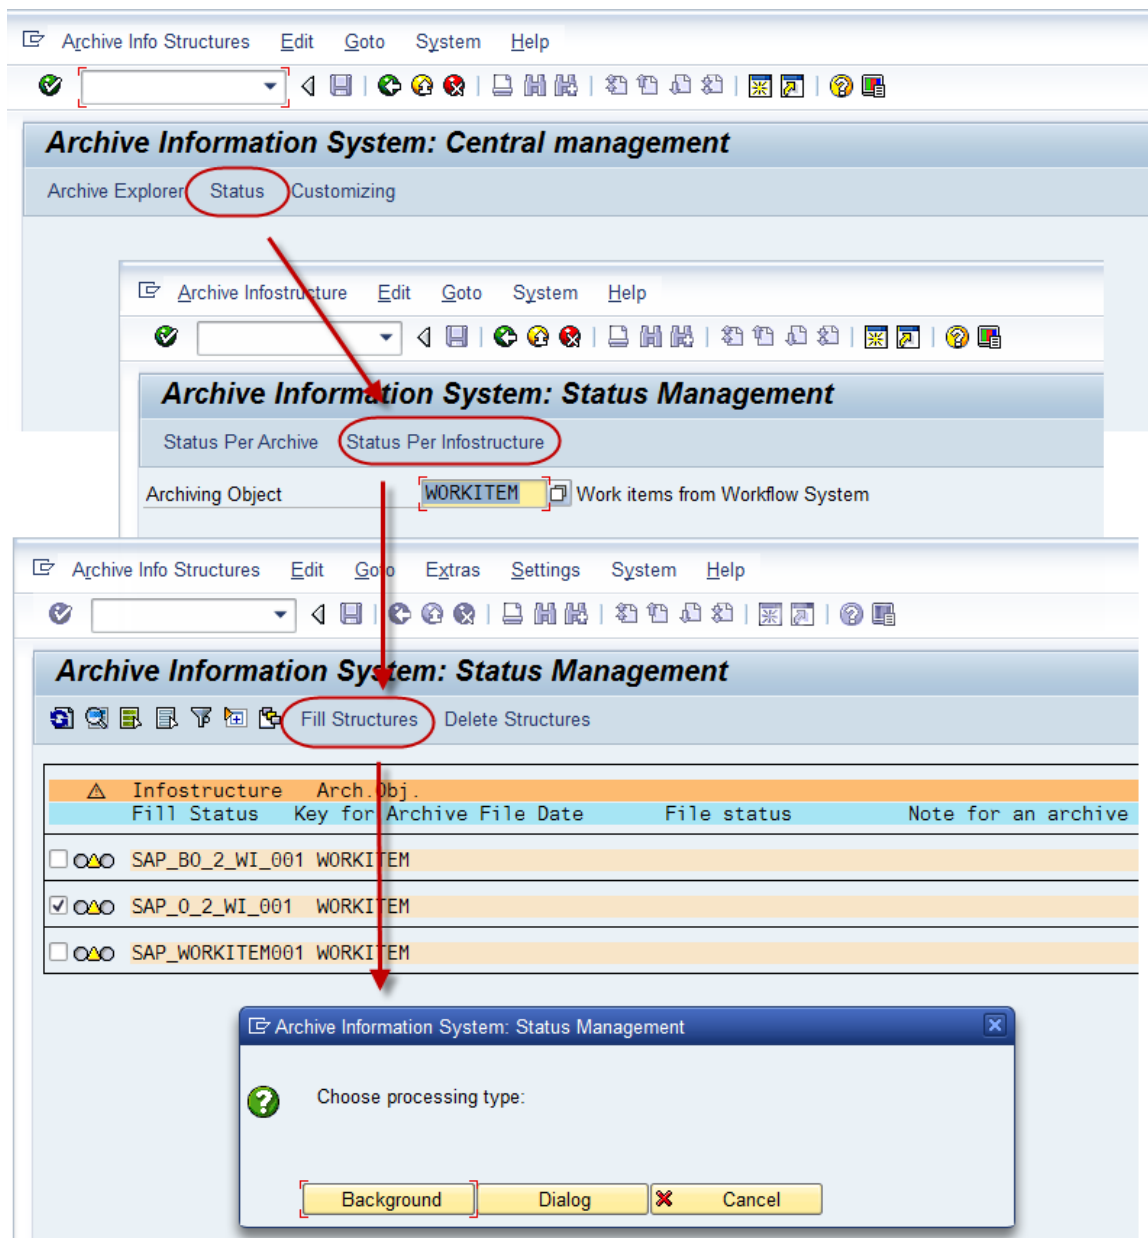 Archive Info Structures Edit Goto System Help
Archive Information System: Central management
Archive Explorer Status Customizing
Archive Infostructure Edit Goto System Help
Archive Information System: Status Management
Status Per Archive Status Per Infostructure
Archiving Object WORKITEM Work items from Workflow System
Archive Info Structures Edit Goto Extras Settings System Help
Archive Information System: Status Management
Fill Structures Delete Structures
Infostructure Arch.Obj.
Fill Status Key for Archive File Date File status Note for an archive
SAP_BO_2_WI_001 WORKITEM
SAP_O_2_WI_001 WORKITEM
SAP_WORKITEM001 WORKITEM
Archive Information System: Status Management
Choose processing type:
Background Dialog Cancel